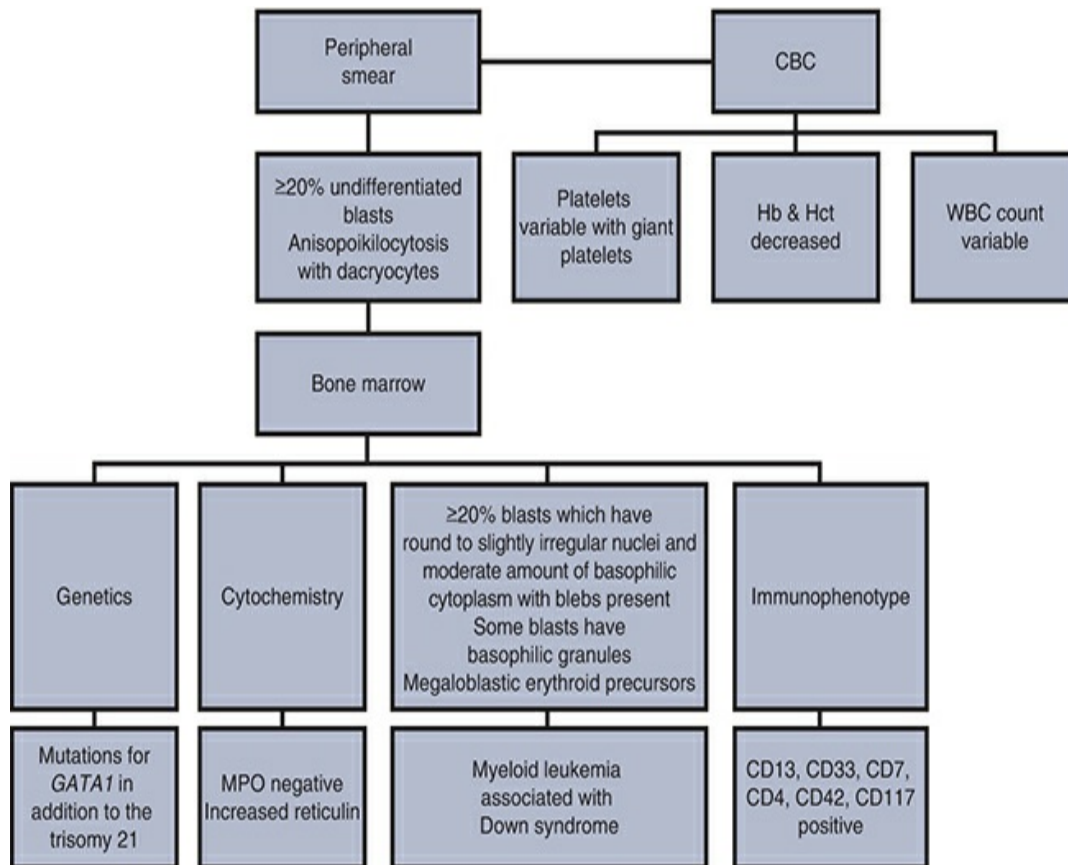 Peripheral
smear
CBC
≥20% undifferentiated
blasts
Anisopoikilocytosis
with dacryocytes
Platelets
variable with giant
platelets
Hb & Hct
decreased
WBC count
variable
Bone marrow
Genetics
Cytochemistry
≥20% blasts which have
round to slightly irregular nuclei and
moderate amount of basophilic
cytoplasm with blebs present
Some blasts have
basophilic granules
Megaloblastic erythroid precursors
Immunophenotype
Mutations for
GATA1 in
addition to the
trisomy 21
MPO negative
Increased reticulin
Myeloid leukemia
associated with
Down syndrome
CD13, CD33, CD7,
CD4, CD42, CD117
positive